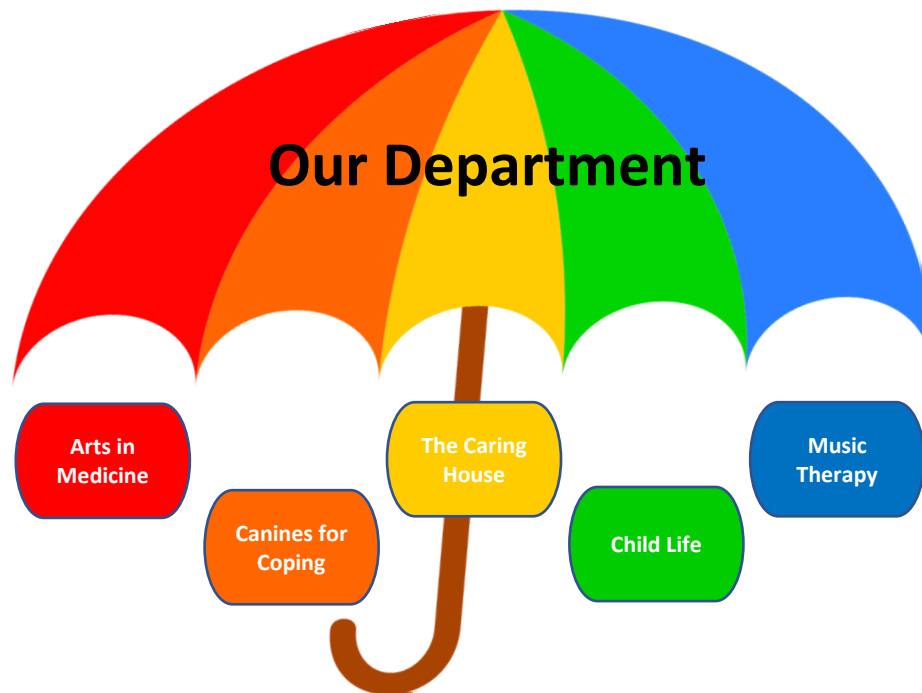 Our Department
Arts in
Medicine
Canines for
Coping
The Caring
House
Child Life
Music
Therapy